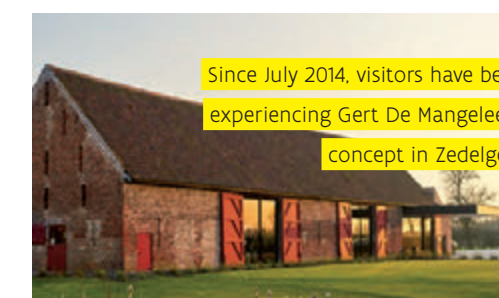 Since July 2014, visitors have be
experiencing Gert De Mangelee
concept in Zedelge